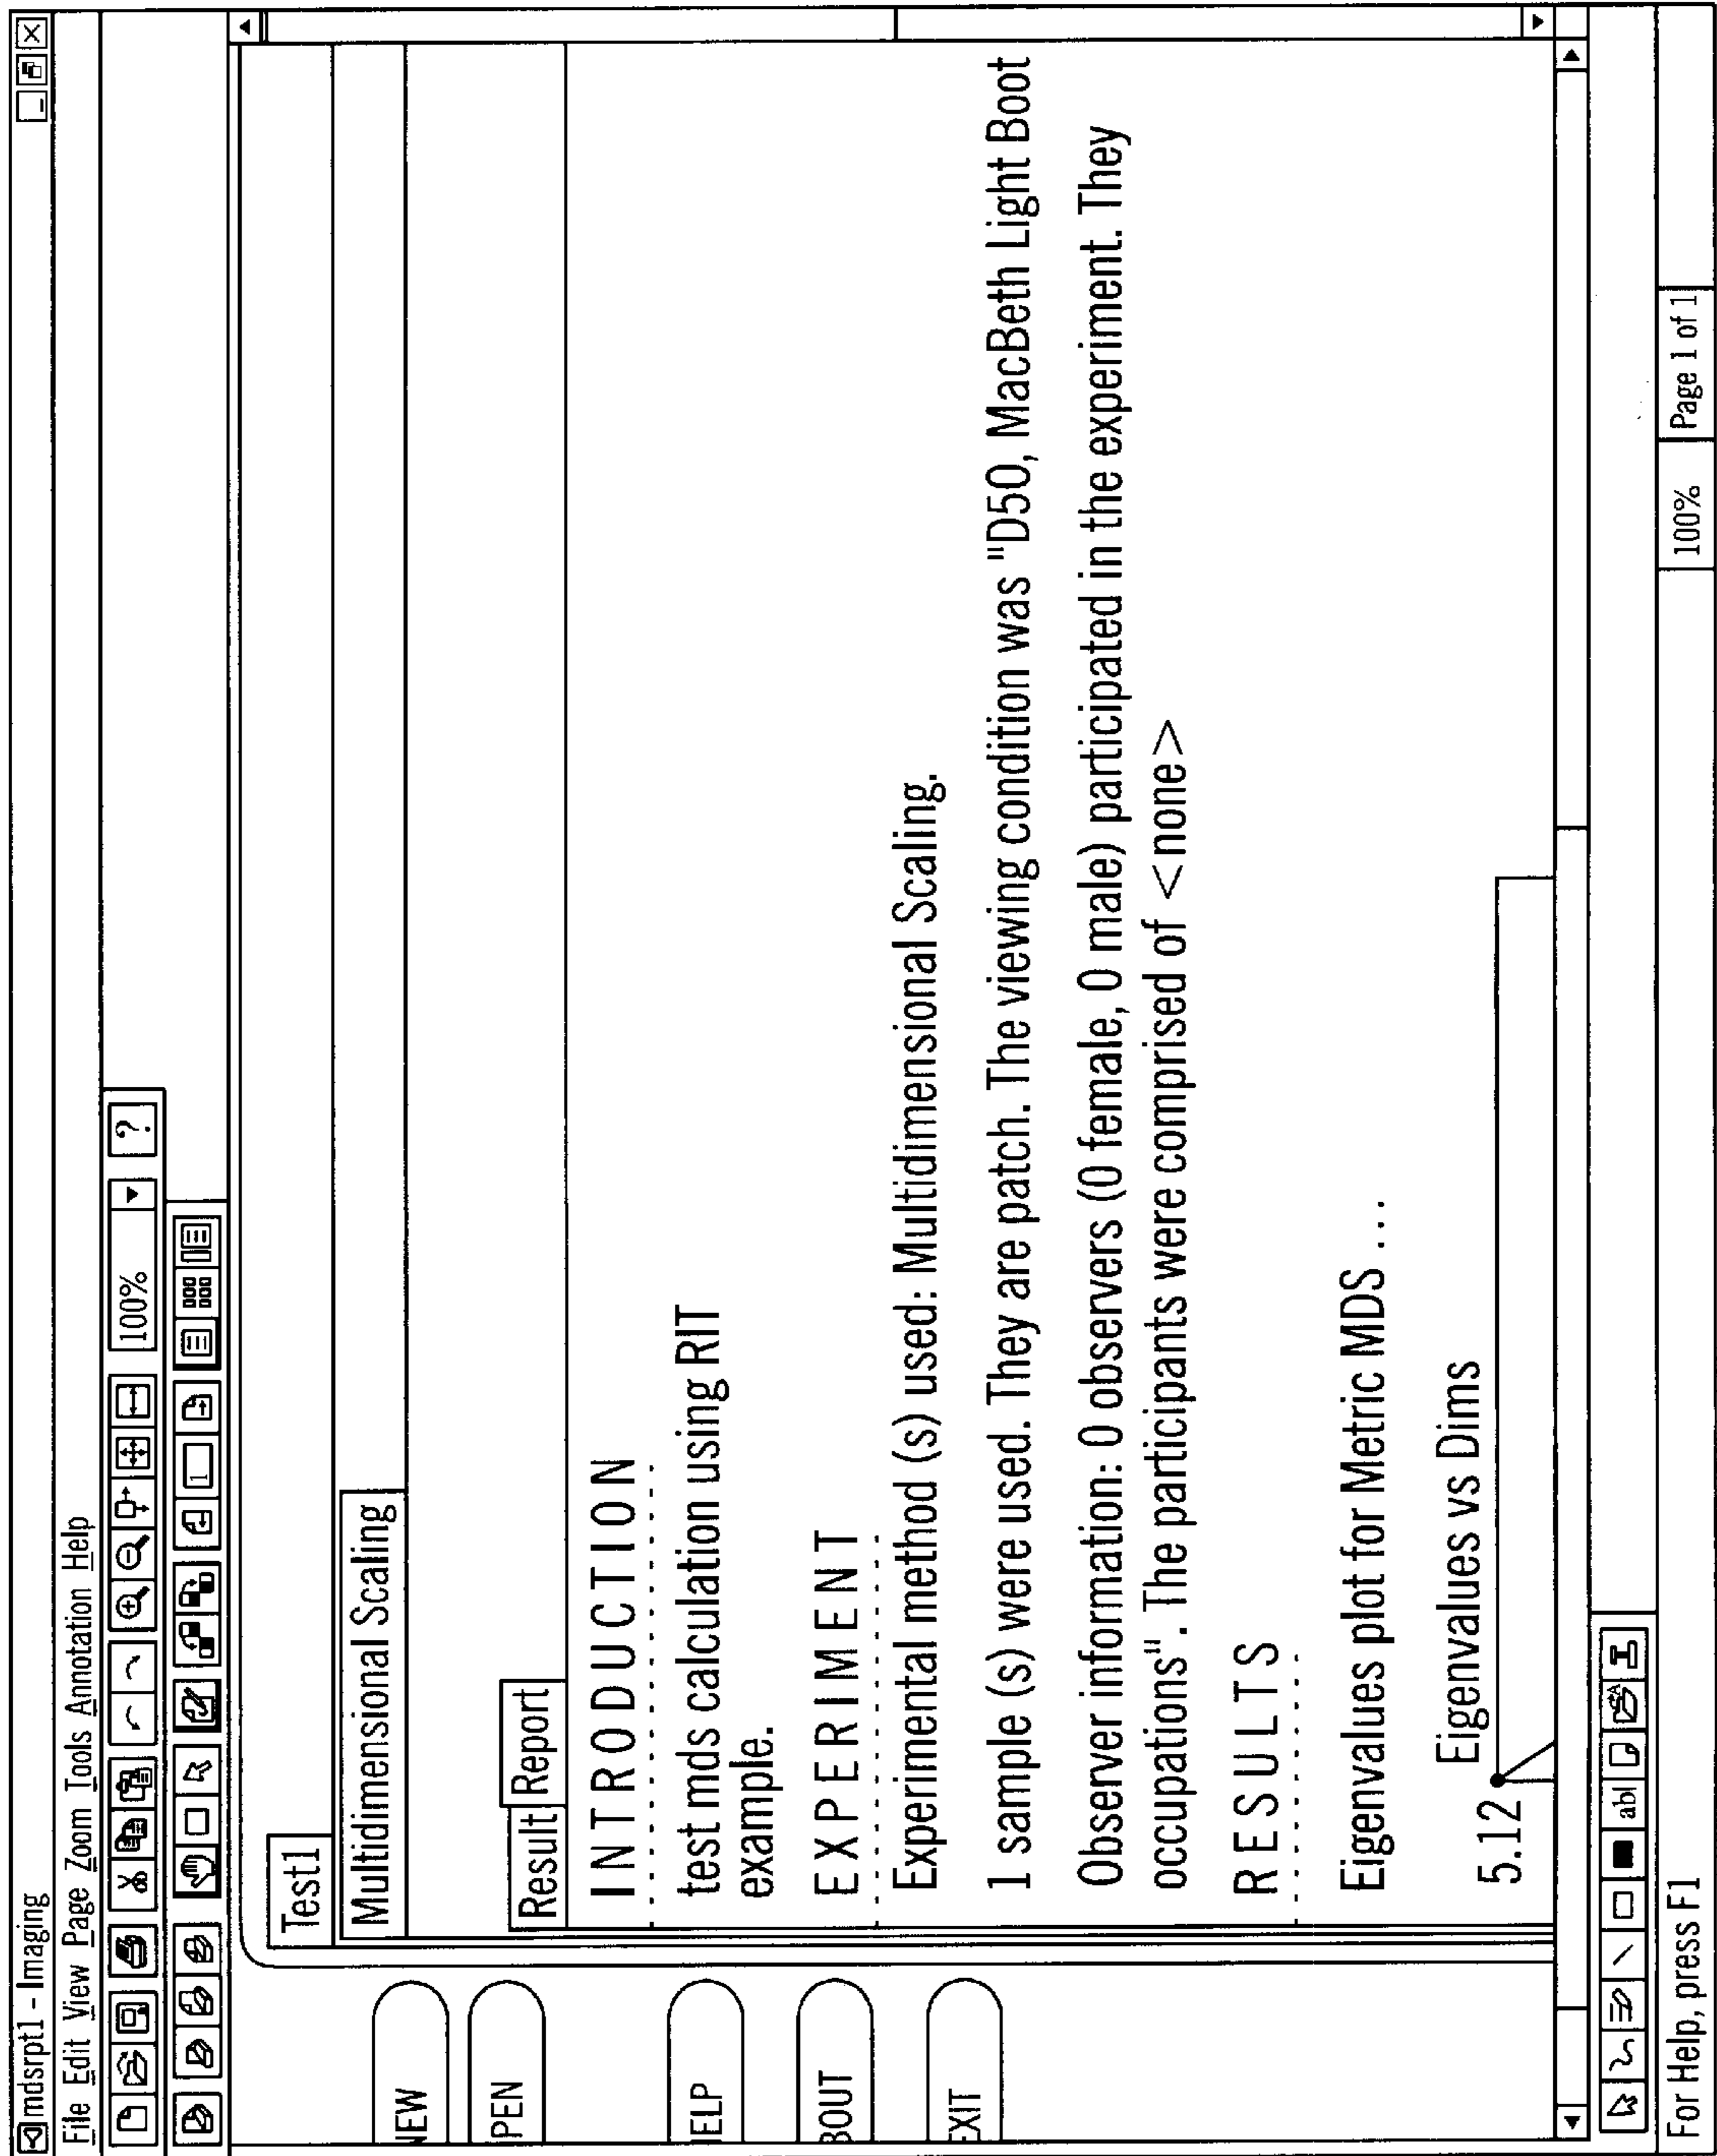 mdsrpt1 - Imaging
File Edit View Page Zoom Tools Annotation Help
100% ?
1
Test1
Multidimensional Scaling
Result Report
NEW
PEN
ELP
BOUT
EXIT
INTRODUCTION
test mds calculation using RIT
example.
EXPERIMENT
Experimental method (s) used: Multidimensional Scaling.
1 sample (s) were used. They are patch. The viewing condition was "D50, MacBeth Light Boot
Observer information: 0 observers (0 female, 0 male) participated in the experiment. They
occupations". The participants were comprised of <none>
RESULTS
Eigenvalues plot for Metric MDS ...
Eigenvalues vs Dims
5.12
abl
For Help, press F1
100% Page 1 of 1